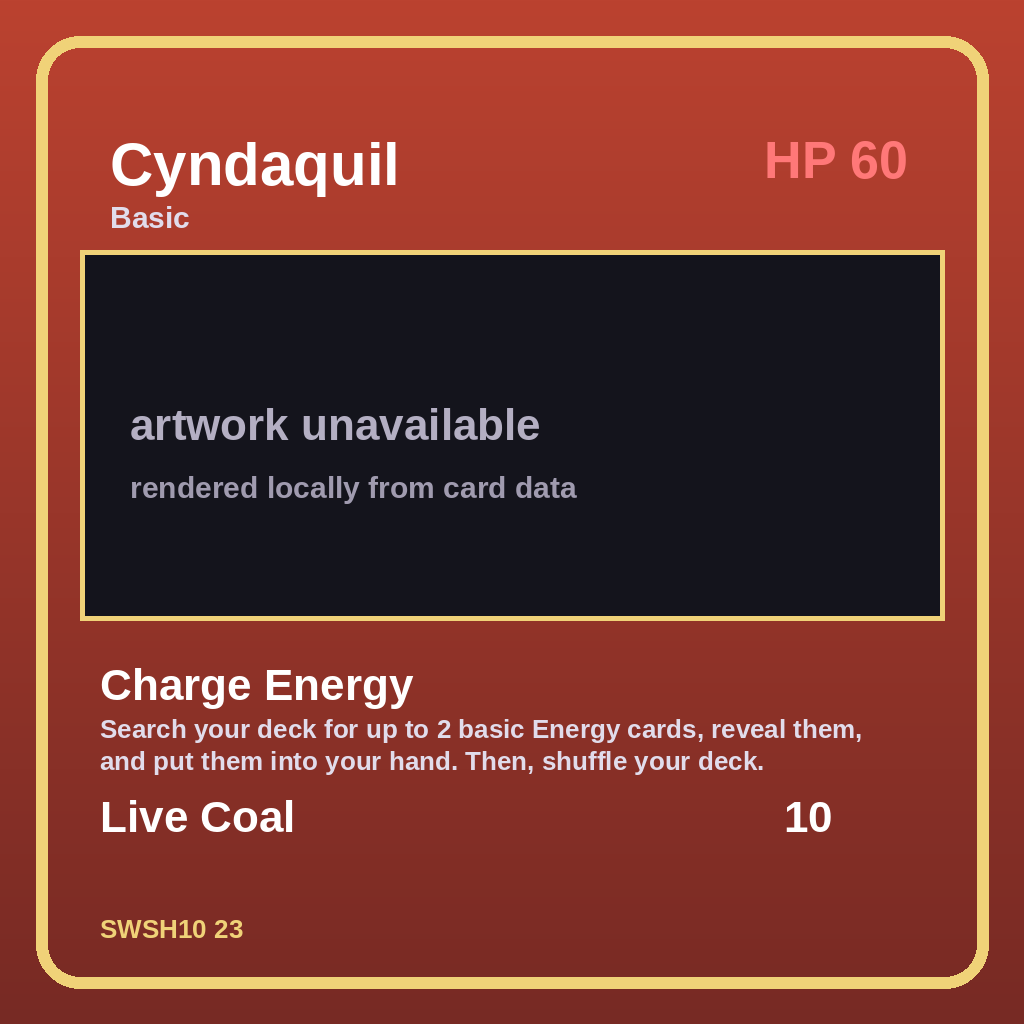 Cyndaquil
HP 60
Basic
artwork unavailable
rendered locally from card data
Charge Energy
Search your deck for up to 2 basic Energy cards, reveal them,
and put them into your hand. Then, shuffle your deck.
Live Coal 10
SWSH10 23